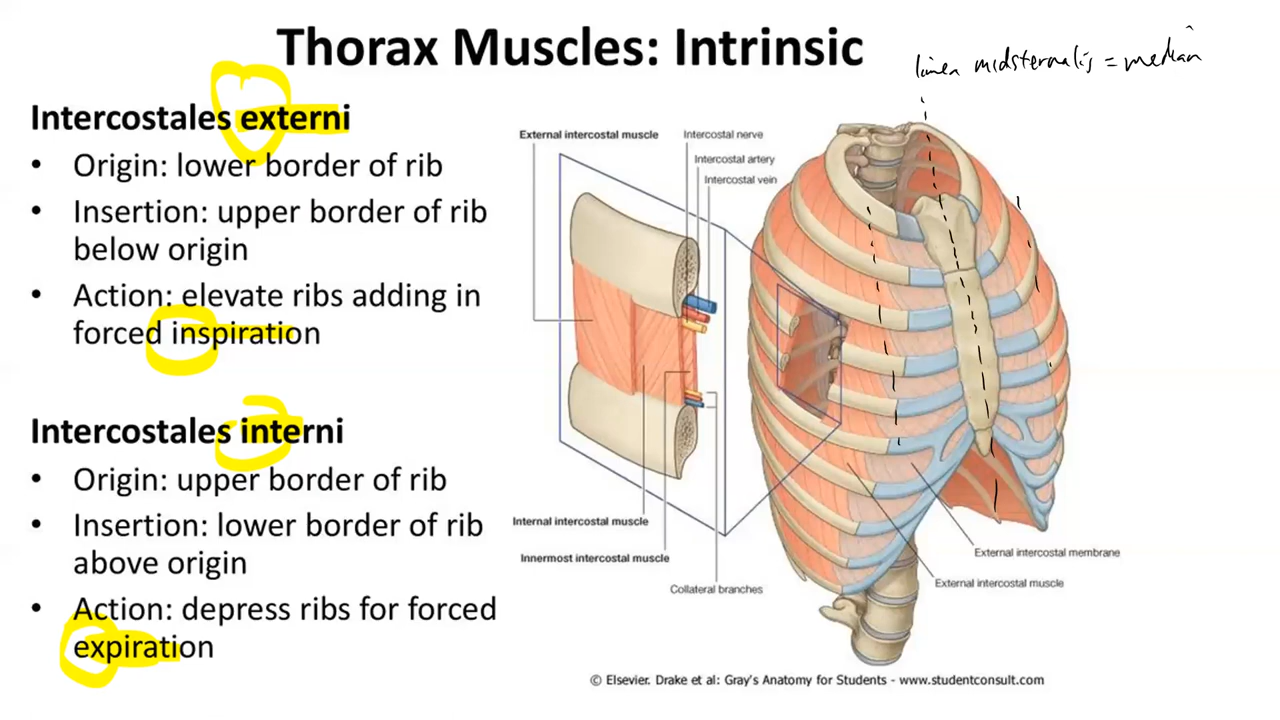 Thorax Muscles: Intrinsic
linea midsternalis = median
Intercostales externi
• Origin: lower border of rib
• Insertion: upper border of rib
below origin
• Action: elevate ribs adding in
forced inspiration
Intercostales interni
• Origin: upper border of rib
• Insertion: lower border of rib
above origin
• Action: depress ribs for forced
expiration
External intercostal muscle
Intercostal nerve
Intercostal artery
Intercostal vein
Internal intercostal muscle
Innermost intercostal muscle
Collateral branches
External intercostal membrane
External intercostal muscle
© Elsevier. Drake et al: Gray's Anatomy for Students - www.studentconsult.com